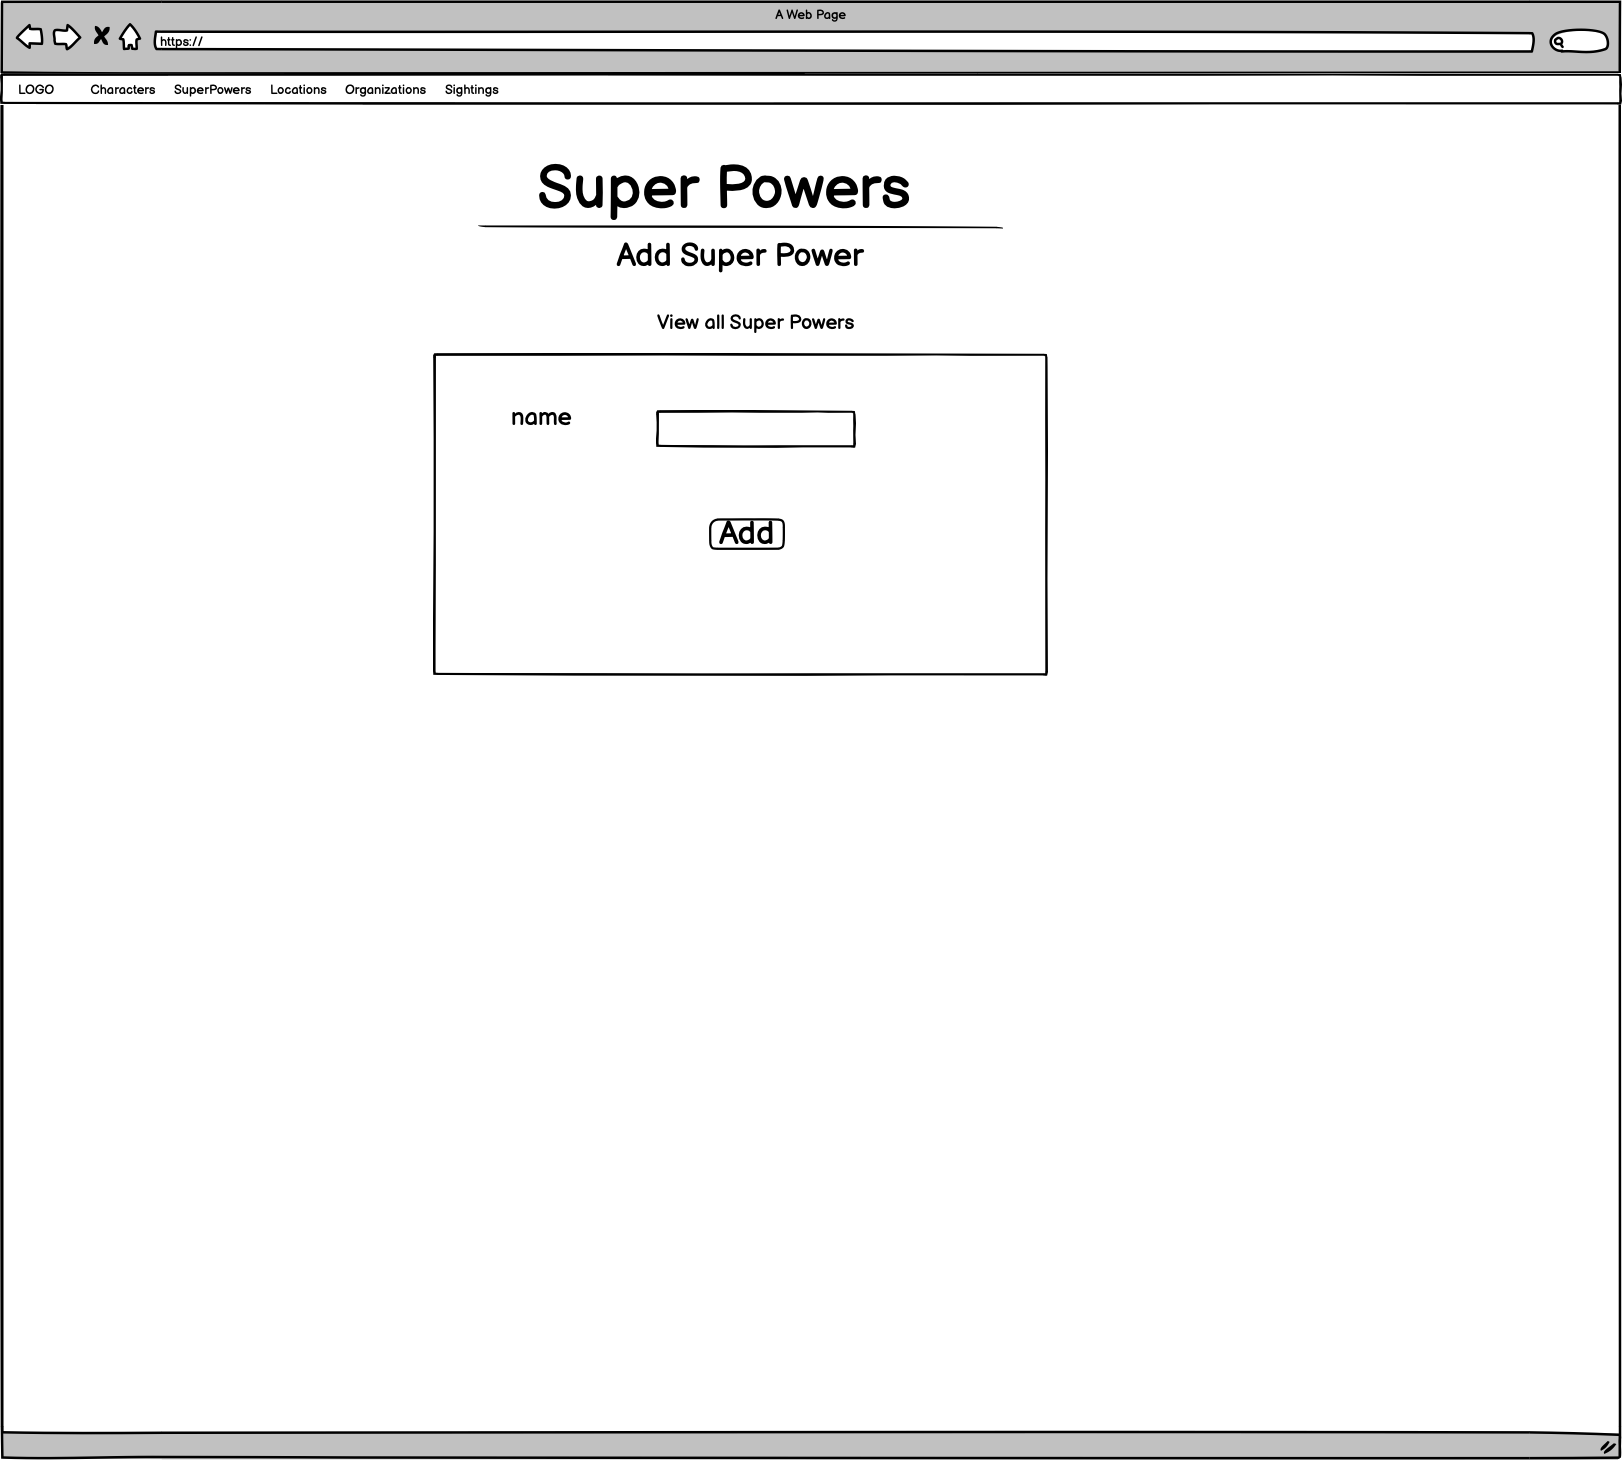 A Web Page
https://
LOGO Characters SuperPowers Locations Organizations Sightings
Super Powers
Add Super Power
View all Super Powers
name
Add